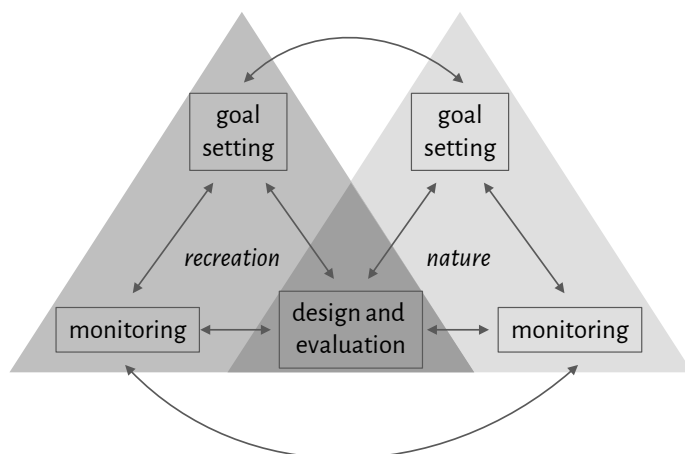 goal
setting
goal
setting
recreation
nature
monitoring
design and
evaluation
monitoring